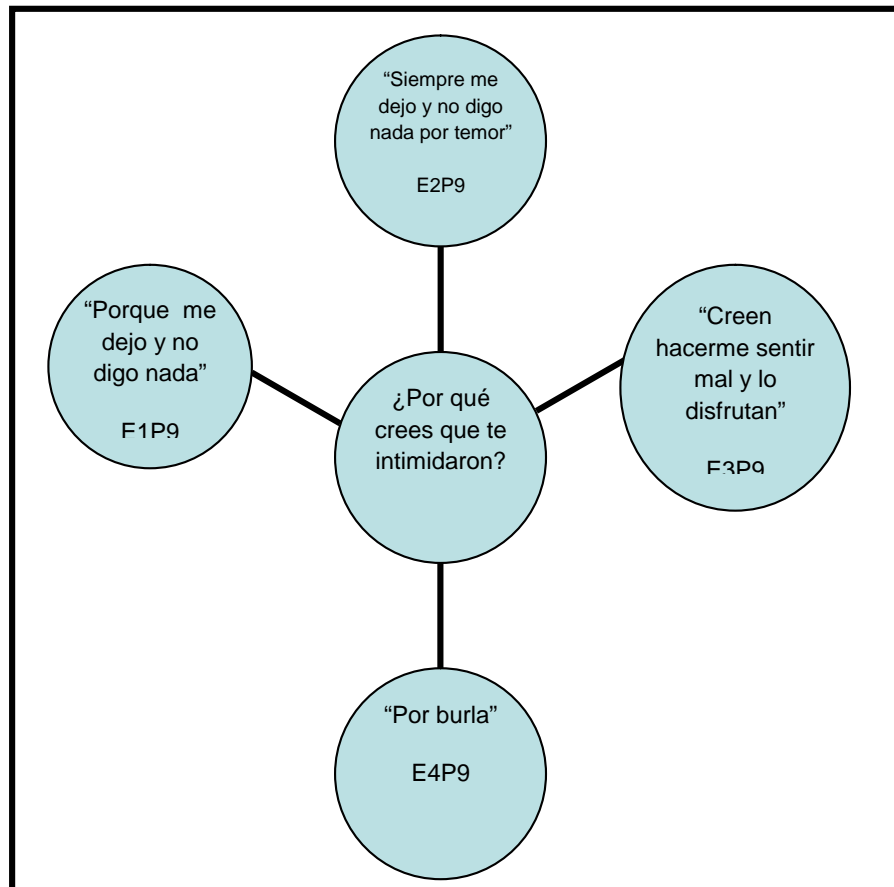 “Siempre me
dejo y no digo
nada por temor”
E2P9
“Porque me
dejo y no
digo nada”
E1P9
“Creen
hacerme sentir
mal y lo
disfrutan”
E3P9
¿Por qué
crees que te
intimidaron?
“Por burla”
E4P9